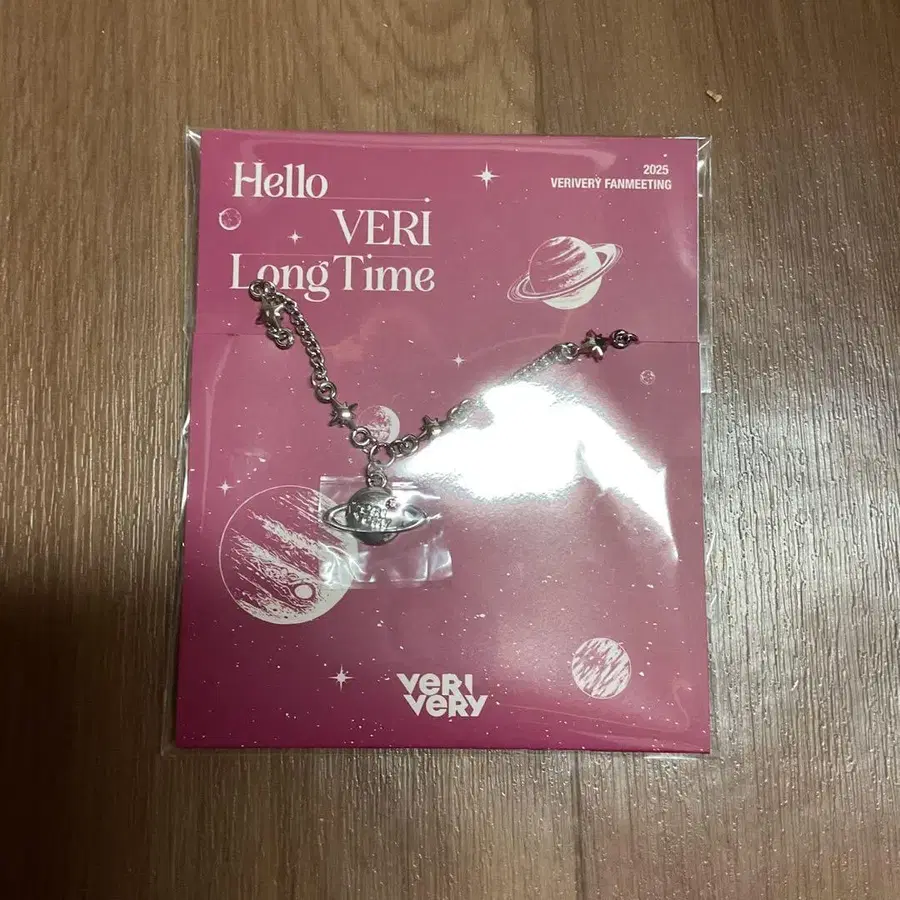 Hello
VERI
Long Time
2025
VERIVERY FANMEETING
VERI
VERY